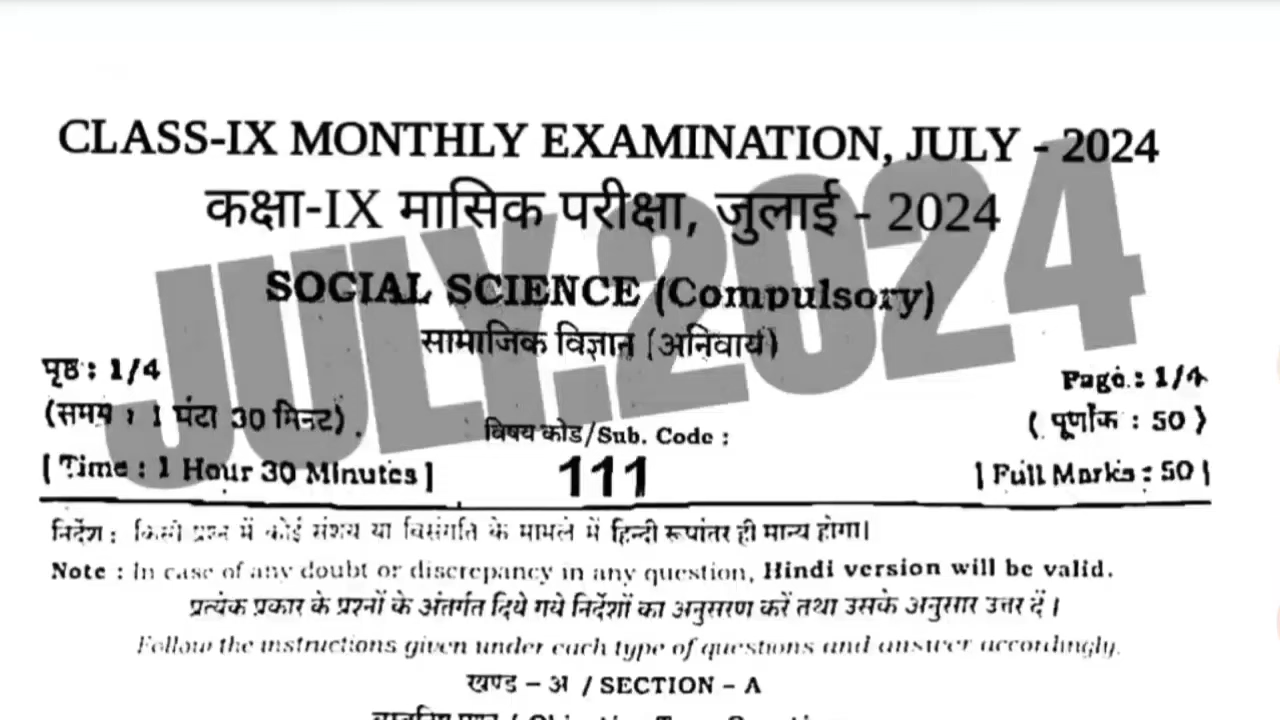 CLASS-IX MONTHLY EXAMINATION, JULY - 2024
कक्षा-IX मासिक परीक्षा, जुलाई - 2024
JULY.2024
SOCIAL SCIENCE (Compulsory)
सामाजिक विज्ञान (अनिवार्य)
पृष्ठ : 1/4
Page : 1/4
(समय : 1 घंटा 30 मिनट)
विषय कोड/Sub. Code :
( पूर्णांक : 50 )
[ Time : 1 Hour 30 Minutes ]
111
[ Full Marks : 50 ]
निर्देश : किसी प्रश्न में कोई संशय या विसंगति के मामले में हिन्दी रूपांतर ही मान्य होगा।
Note : In case of any doubt or discrepancy in any question, Hindi version will be valid.
प्रत्येक प्रकार के प्रश्नों के अंतर्गत दिये गये निर्देशों का अनुसरण करें तथा उसके अनुसार उत्तर दें ।
Follow the instructions given under each type of questions and answer accordingly.
खण्ड – अ / SECTION – A